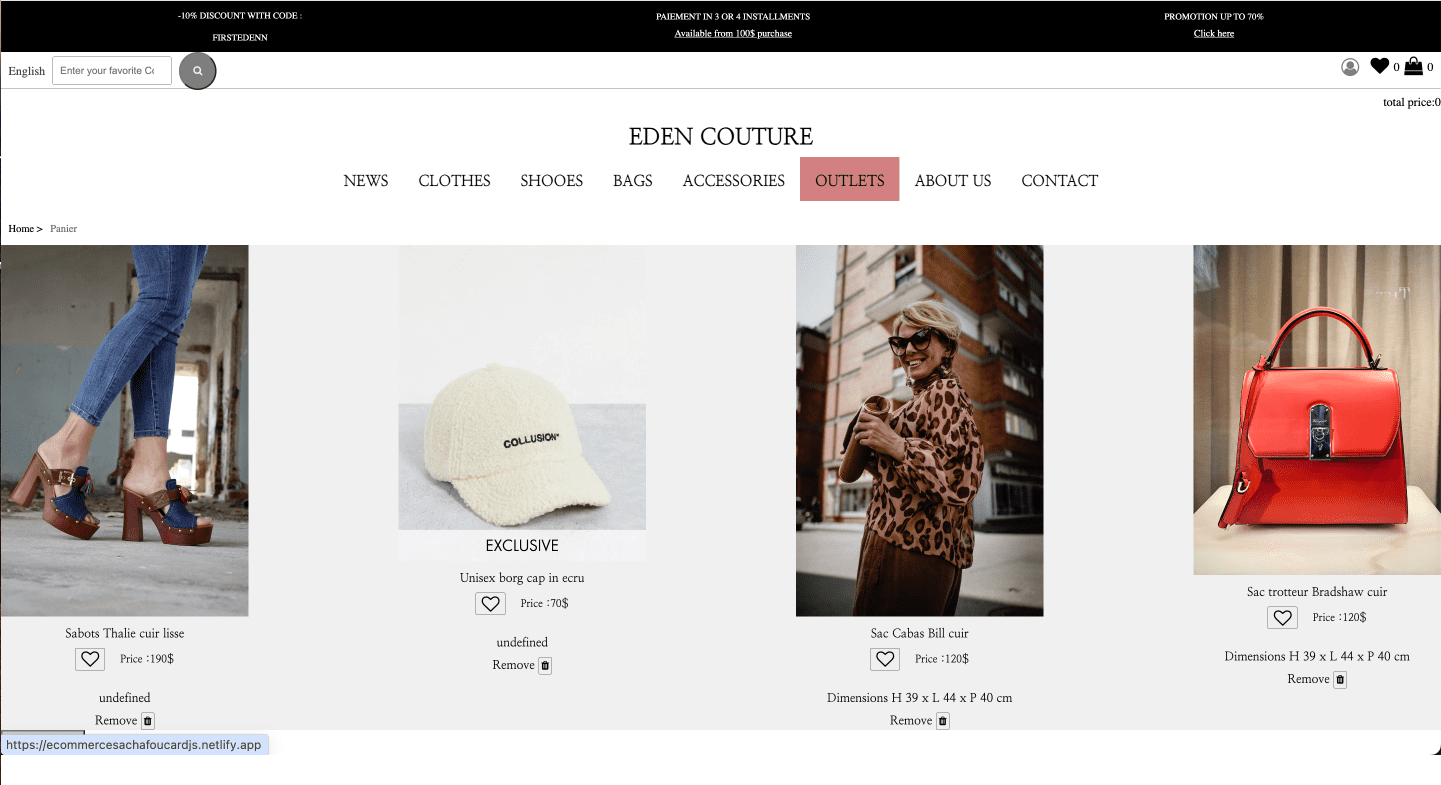 -10% DISCOUNT WITH CODE :
FIRSTEDENN
PAIEMENT IN 3 OR 4 INSTALLMENTS
Available from 100$ purchase
PROMOTION UP TO 70%
Click here
English
Enter your favorite Cc
0
0
total price:0
EDEN COUTURE
NEWS CLOTHES SHOOES BAGS ACCESSORIES OUTLETS ABOUT US CONTACT
Home > Panier
COLLUSION
EXCLUSIVE
Sabots Thalie cuir lisse
Price :190$
undefined
Remove
Unisex borg cap in ecru
Price :70$
undefined
Remove
Sac Cabas Bill cuir
Price :120$
Dimensions H 39 x L 44 x P 40 cm
Remove
Sac trotteur Bradshaw cuir
Price :120$
Dimensions H 39 x L 44 x P 40 cm
Remove
https://ecommercesachafoucardjs.netlify.app